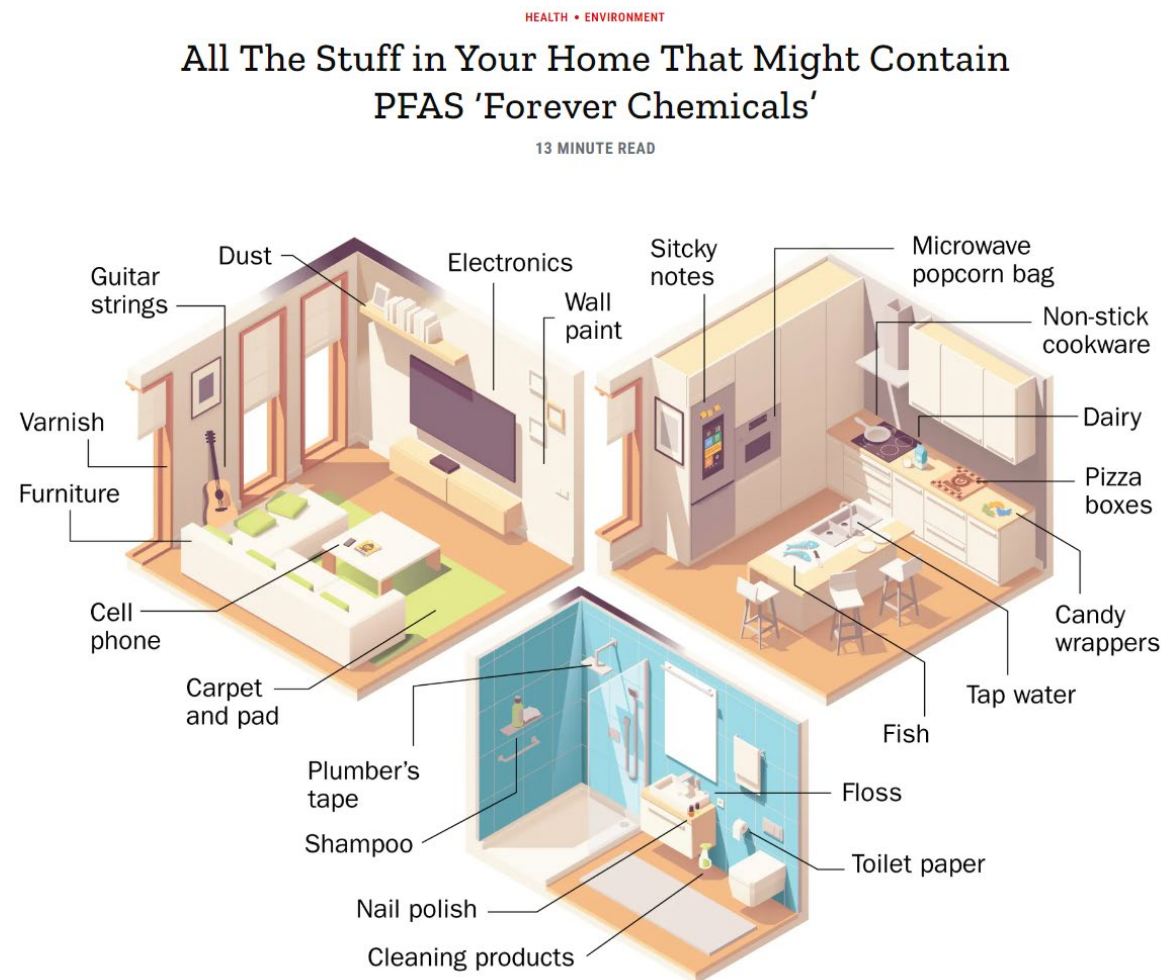 HEALTH • ENVIRONMENT
All The Stuff in Your Home That Might Contain
PFAS ‘Forever Chemicals’
13 MINUTE READ
Dust
Guitar
strings
Electronics
Wall
paint
Varnish
Furniture
Cell
phone
Carpet
and pad
Sitcky
notes
Microwave
popcorn bag
Non-stick
cookware
Dairy
Pizza
boxes
Candy
wrappers
Tap water
Fish
Plumber’s
tape
Shampoo
Nail polish
Cleaning products
Floss
Toilet paper